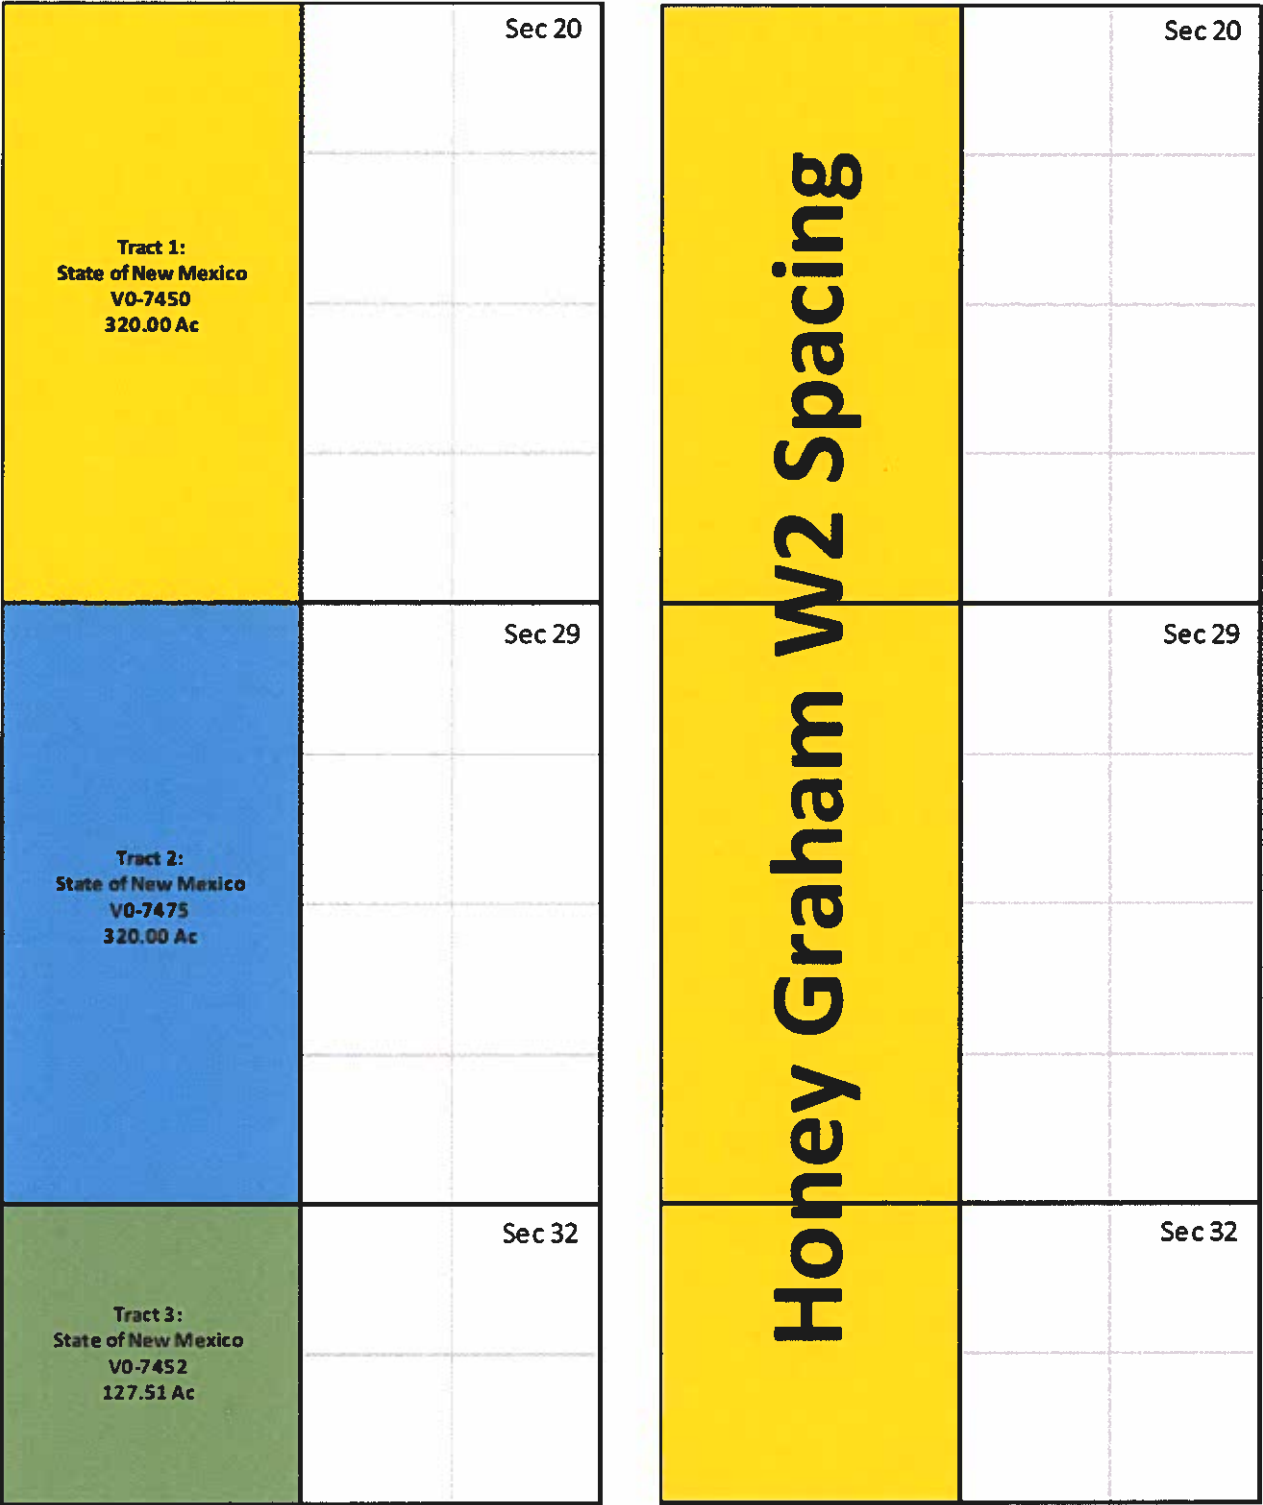 Sec 20
Tract 1:
State of New Mexico
V0-7450
320.00 Ac
Sec 29
Tract 2:
State of New Mexico
V0-7475
320.00 Ac
Sec 32
Tract 3:
State of New Mexico
V0-7452
127.51 Ac
Sec 20
Honey Graham W2 Spacing
Sec 29
Sec 32